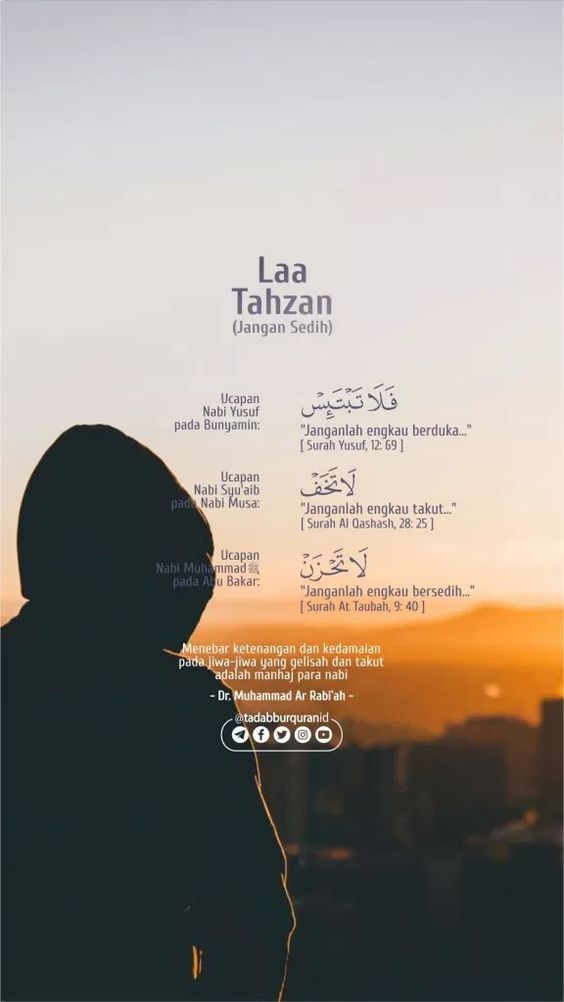 Laa
Tahzan
(Jangan Sedih)
Ucapan
Nabi Yusuf
pada Bunyamin:
فَلَا تَبْتَئِسْ
"Janganlah engkau berduka..."
[ Surah Yusuf, 12: 69 ]
Ucapan
Nabi Syu'aib
pada Nabi Musa:
لَا تَخَفْ
"Janganlah engkau takut..."
[ Surah Al Qashash, 28: 25 ]
Ucapan
Nabi Muhammad ﷺ
pada Abu Bakar:
لَا تَحْزَنْ
"Janganlah engkau bersedih..."
[ Surah At Taubah, 9: 40 ]
Menebar ketenangan dan kedamaian
pada jiwa-jiwa yang gelisah dan takut
adalah manhaj para nabi
- Dr. Muhammad Ar Rabi'ah -
@tadabburquranid